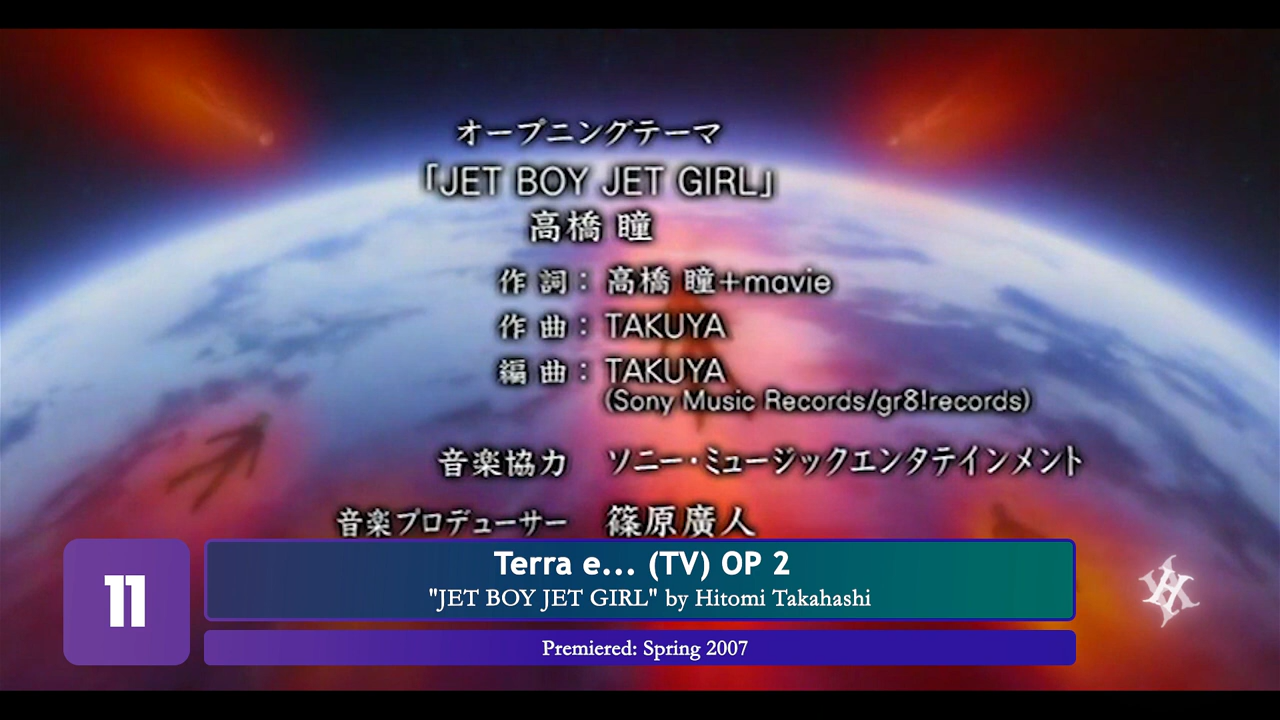 オープニングテーマ
「JET BOY JET GIRL」
高橋 瞳
作 詞 : 高橋 瞳+mavie
作 曲 : TAKUYA
編 曲 : TAKUYA
(Sony Music Records/gr8!records)
音楽協力 ソニー・ミュージックエンタテインメント
音楽プロデューサー 篠原廣人
11
Terra e... (TV) OP 2
"JET BOY JET GIRL" by Hitomi Takahashi
Premiered: Spring 2007